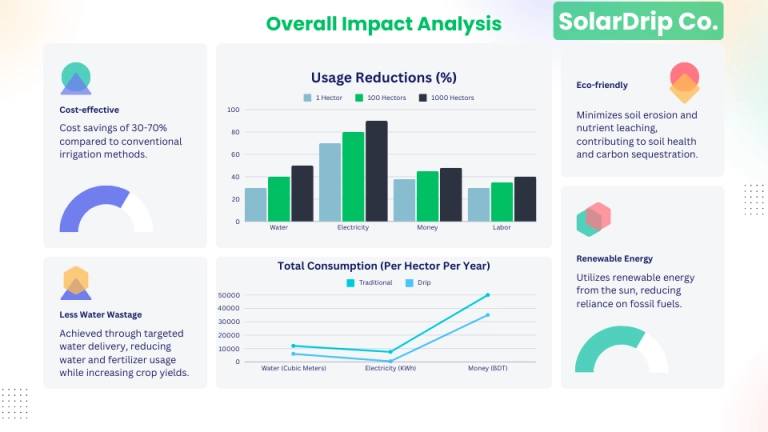 Overall Impact Analysis
SolarDrip Co.
Cost-effective
Cost savings of 30-70%
compared to conventional
irrigation methods.
Less Water Wastage
Achieved through targeted
water delivery, reducing
water and fertilizer usage
while increasing crop yields.
Usage Reductions (%)
1 Hector 100 Hectors 1000 Hectors
100
80
60
40
20
0
Water Electricity Money Labor
Total Consumption (Per Hector Per Year)
Traditional Drip
50000
40000
30000
20000
10000
0
Water (Cubic Meters) Electricity (KWh) Money (BDT)
Eco-friendly
Minimizes soil erosion and
nutrient leaching,
contributing to soil health
and carbon sequestration.
Renewable Energy
Utilizes renewable energy
from the sun, reducing
reliance on fossil fuels.